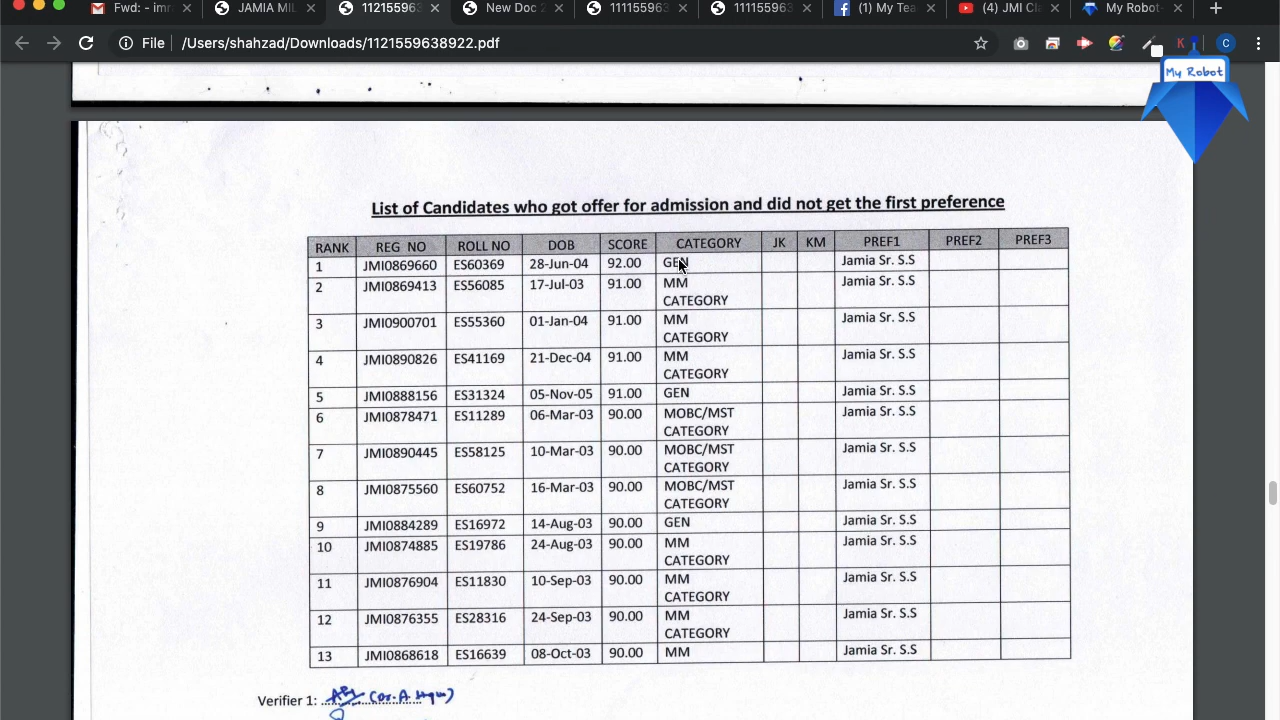 Fwd: - imr
JAMIA MIL
1121559638
New Doc 2
1111559638
1111559638
(1) My Tea
(4) JMI Cl
My Robot
File /Users/shahzad/Downloads/1121559638922.pdf
K C
My Robot
List of Candidates who got offer for admission and did not get the first preference
RANK REG NO ROLL NO DOB SCORE CATEGORY JK KM PREF1 PREF2 PREF3
1 JMI0869660 ES60369 28-Jun-04 92.00 GEN Jamia Sr. S.S
2 JMI0869413 ES56085 17-Jul-03 91.00 MM CATEGORY Jamia Sr. S.S
3 JMI0900701 ES55360 01-Jan-04 91.00 MM CATEGORY Jamia Sr. S.S
4 JMI0890826 ES41169 21-Dec-04 91.00 MM CATEGORY Jamia Sr. S.S
5 JMI0888156 ES31324 05-Nov-05 91.00 GEN Jamia Sr. S.S
6 JMI0878471 ES11289 06-Mar-03 90.00 MOBC/MST CATEGORY Jamia Sr. S.S
7 JMI0890445 ES58125 10-Mar-03 90.00 MOBC/MST CATEGORY Jamia Sr. S.S
8 JMI0875560 ES60752 16-Mar-03 90.00 MOBC/MST CATEGORY Jamia Sr. S.S
9 JMI0884289 ES16972 14-Aug-03 90.00 GEN Jamia Sr. S.S
10 JMI0874885 ES19786 24-Aug-03 90.00 MM CATEGORY Jamia Sr. S.S
11 JMI0876904 ES11830 10-Sep-03 90.00 MM CATEGORY Jamia Sr. S.S
12 JMI0876355 ES28316 24-Sep-03 90.00 MM CATEGORY Jamia Sr. S.S
13 JMI0868618 ES16639 08-Oct-03 90.00 MM Jamia Sr. S.S
Verifier 1: